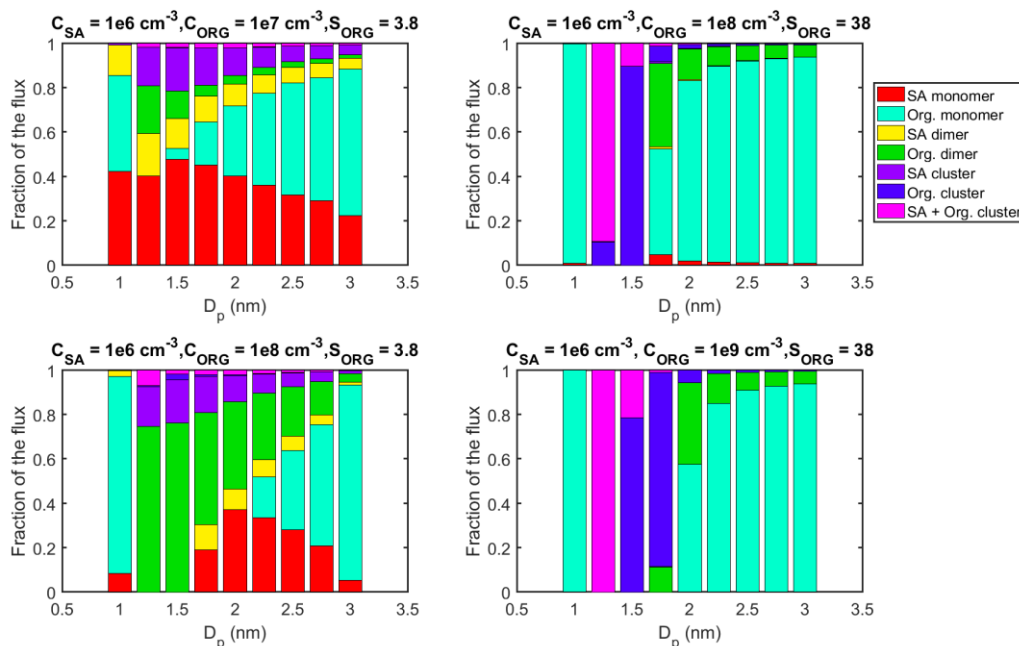 C_SA = 1e6 cm^-3,C_ORG = 1e7 cm^-3,S_ORG = 3.8
Fraction of the flux
1
0.8
0.6
0.4
0.2
0
0.5 1 1.5 2 2.5 3 3.5
D_p (nm)
C_SA = 1e6 cm^-3,C_ORG = 1e8 cm^-3,S_ORG = 38
Fraction of the flux
1
0.8
0.6
0.4
0.2
0
0.5 1 1.5 2 2.5 3 3.5
D_p (nm)
SA monomer
Org. monomer
SA dimer
Org. dimer
SA cluster
Org. cluster
SA + Org. cluster
C_SA = 1e6 cm^-3,C_ORG = 1e8 cm^-3,S_ORG = 3.8
Fraction of the flux
1
0.8
0.6
0.4
0.2
0
0.5 1 1.5 2 2.5 3 3.5
D_p (nm)
C_SA = 1e6 cm^-3, C_ORG = 1e9 cm^-3,S_ORG = 38
Fraction of the flux
1
0.8
0.6
0.4
0.2
0
0.5 1 1.5 2 2.5 3 3.5
D_p (nm)